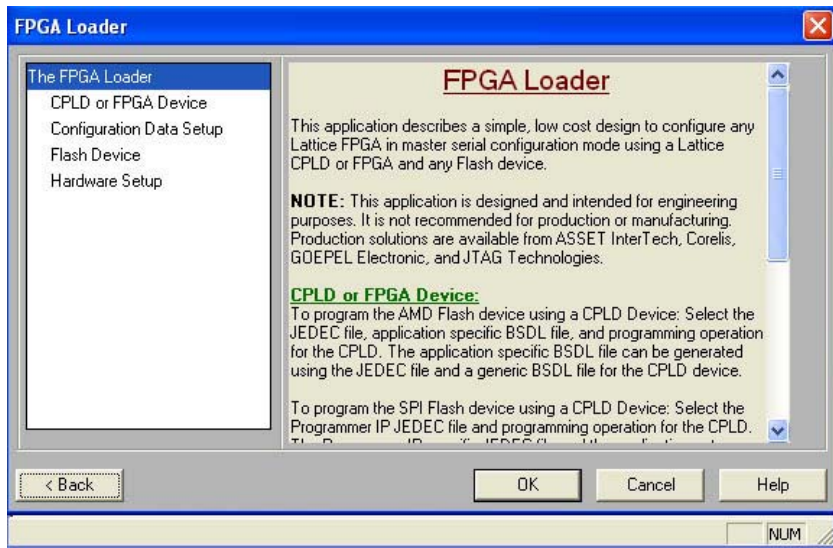 FPGA Loader
The FPGA Loader
CPLD or FPGA Device
Configuration Data Setup
Flash Device
Hardware Setup
FPGA Loader
This application describes a simple, low cost design to configure any
Lattice FPGA in master serial configuration mode using a Lattice
CPLD or FPGA and any Flash device.
NOTE: This application is designed and intended for engineering
purposes. It is not recommended for production or manufacturing.
Production solutions are available from ASSET InterTech, Corelis,
GOEPEL Electronic, and JTAG Technologies.
CPLD or FPGA Device:
To program the AMD Flash device using a CPLD Device: Select the
JEDEC file, application specific BSDL file, and programming operation
for the CPLD. The application specific BSDL file can be generated
using the JEDEC file and a generic BSDL file for the CPLD device.
To program the SPI Flash device using a CPLD Device: Select the
Programmer IP JEDEC file and programming operation for the CPLD.
< Back
OK
Cancel
Help
NUM